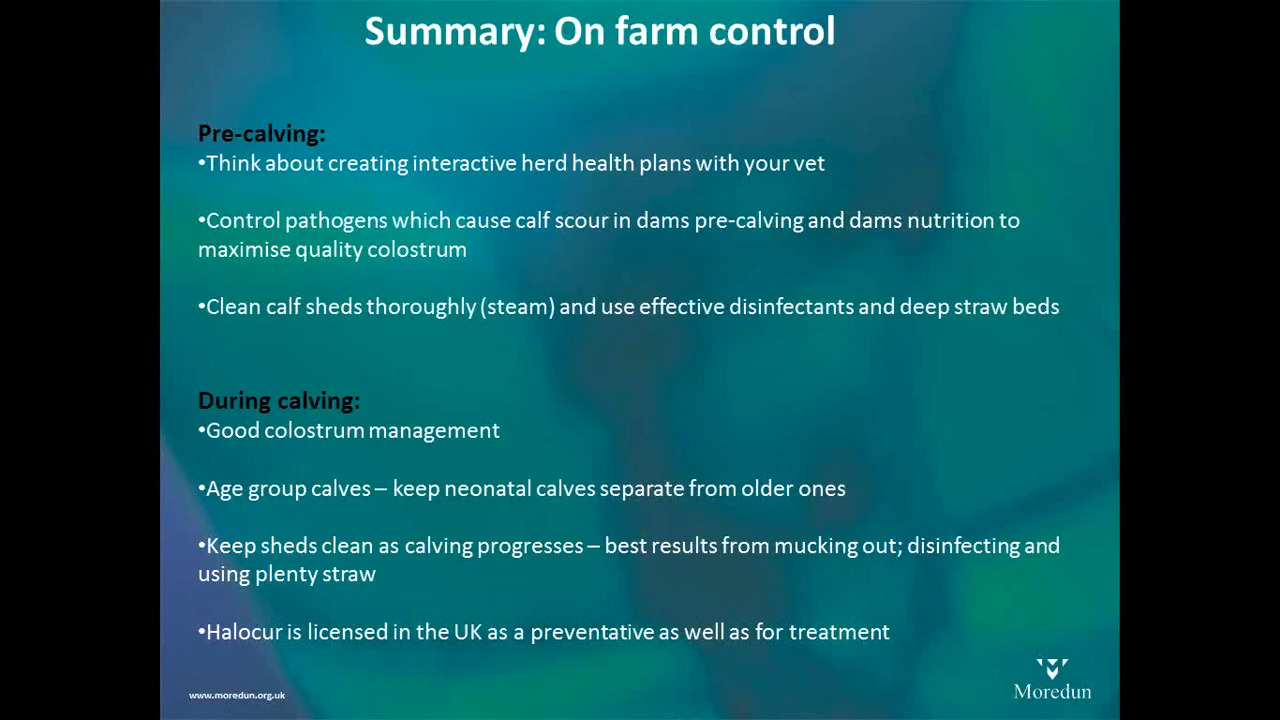 Summary: On farm control
Pre-calving:
•Think about creating interactive herd health plans with your vet
•Control pathogens which cause calf scour in dams pre-calving and dams nutrition to
maximise quality colostrum
•Clean calf sheds thoroughly (steam) and use effective disinfectants and deep straw beds
During calving:
•Good colostrum management
•Age group calves – keep neonatal calves separate from older ones
•Keep sheds clean as calving progresses – best results from mucking out; disinfecting and
using plenty straw
•Halocur is licensed in the UK as a preventative as well as for treatment
www.moredun.org.uk
Moredun